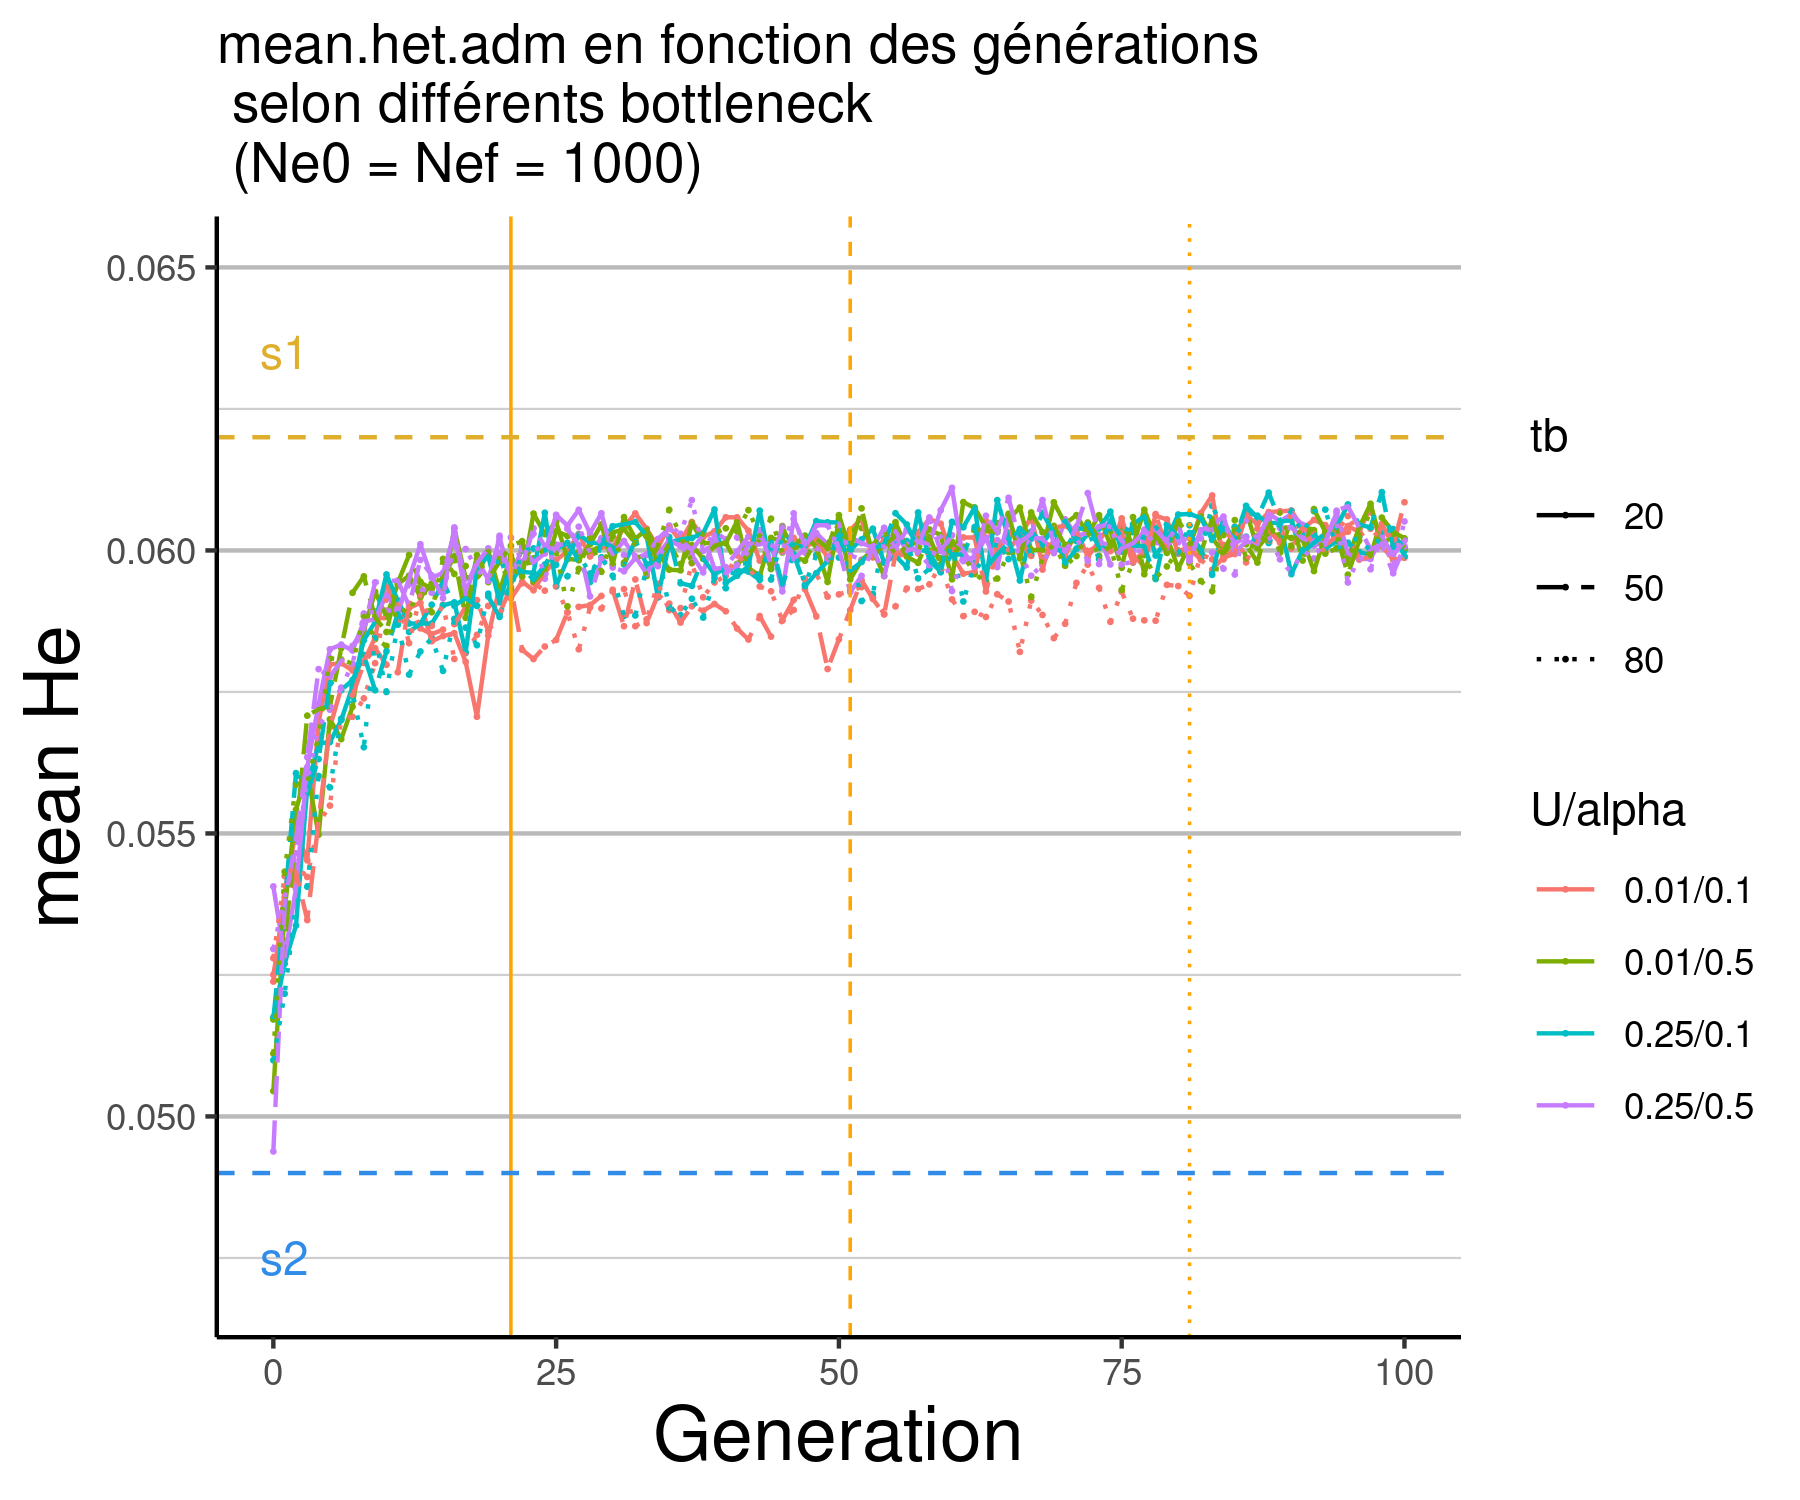 mean.het.adm en fonction des générations
selon différents bottleneck
(Ne0 = Nef = 1000)
mean He
0.065
0.060
0.055
0.050
s1
s2
0
25
50
75
100
Generation
tb
20
50
80
U/alpha
0.01/0.1
0.01/0.5
0.25/0.1
0.25/0.5